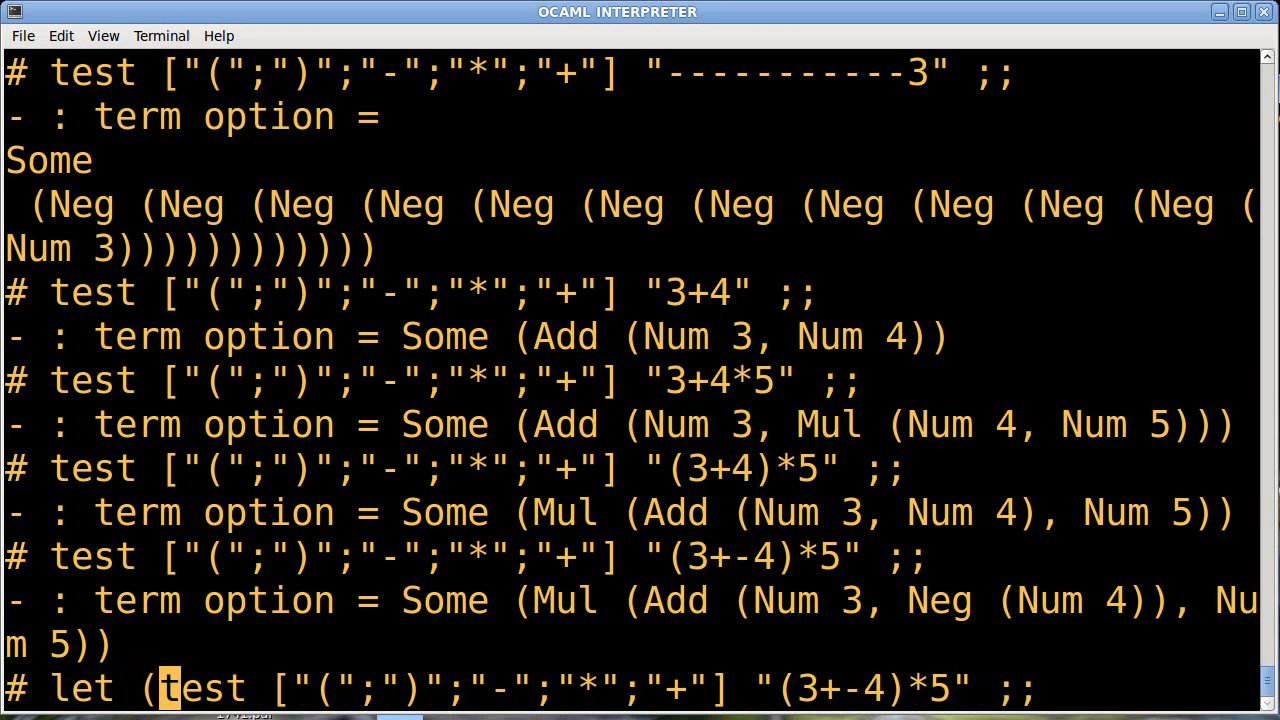 OCAML INTERPRETER
File Edit View Terminal Help
# test ["(";")";"-";"*";"+"] "-----------3" ;;
- : term option =
Some
 (Neg (Neg (Neg (Neg (Neg (Neg (Neg (Neg (Neg (Neg (Neg (
Num 3))))))))))))
# test ["(";")";"-";"*";"+"] "3+4" ;;
- : term option = Some (Add (Num 3, Num 4))
# test ["(";")";"-";"*";"+"] "3+4*5" ;;
- : term option = Some (Add (Num 3, Mul (Num 4, Num 5)))
# test ["(";")";"-";"*";"+"] "(3+4)*5" ;;
- : term option = Some (Mul (Add (Num 3, Num 4), Num 5))
# test ["(";")";"-";"*";"+"] "(3+-4)*5" ;;
- : term option = Some (Mul (Add (Num 3, Neg (Num 4)), Nu
m 5))
# let (test ["(";")";"-";"*";"+"] "(3+-4)*5" ;;